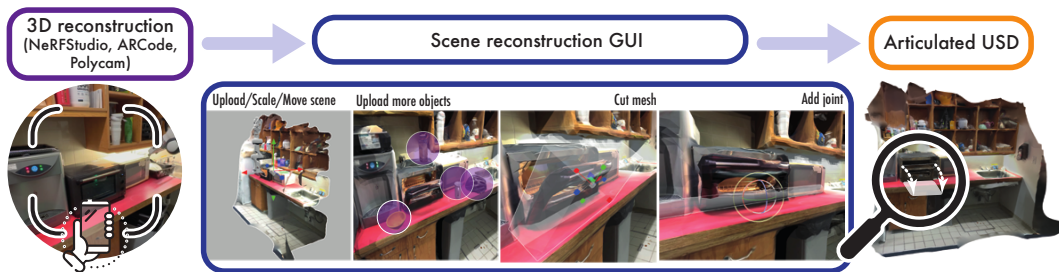 3D reconstruction
(NeRFStudio, ARCode,
Polycam)
Scene reconstruction GUI
Articulated USD
Upload/Scale/Move scene
Upload more objects
Cut mesh
Add joint